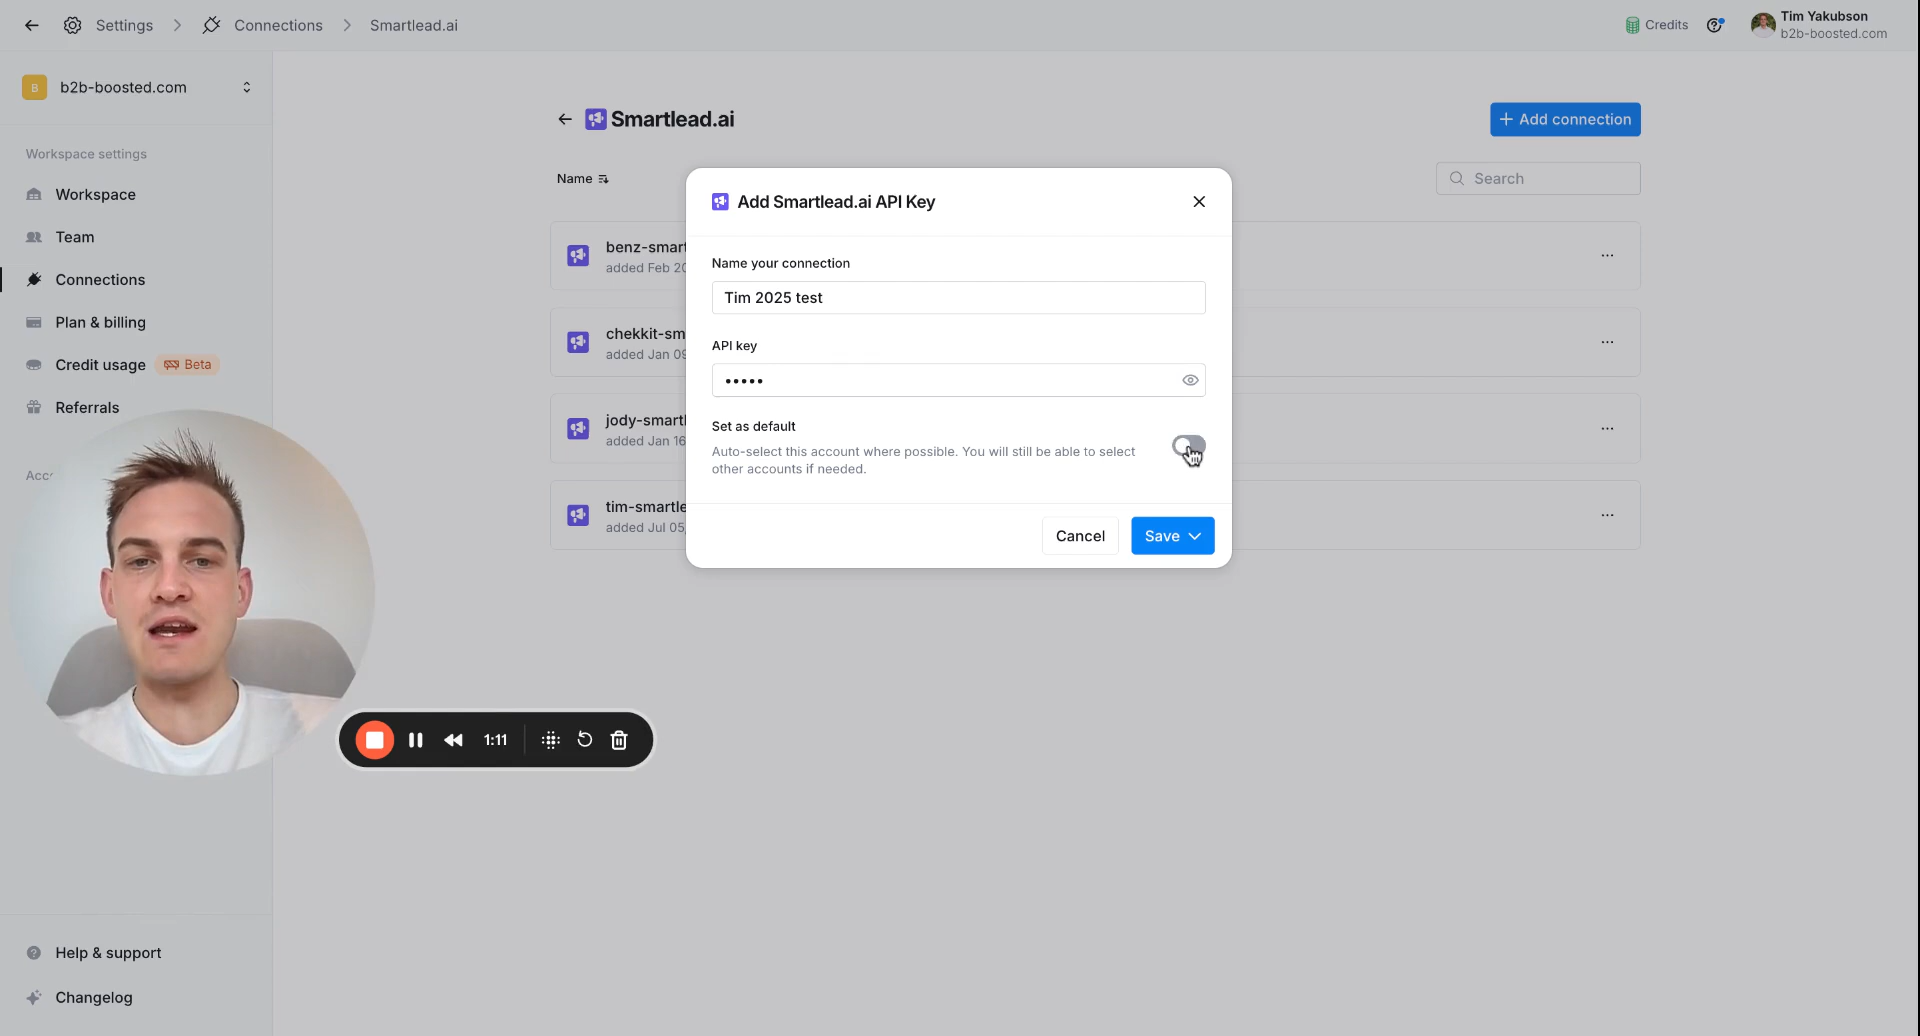 Settings
Connections
Smartlead.ai
Credits
Tim Yakubson
b2b-boosted.com
B
b2b-boosted.com
Workspace settings
Workspace
Team
Connections
Plan & billing
Credit usage
Beta
Referrals
Acc
Help & support
Changelog
Smartlead.ai
+ Add connection
Name
Search
benz-smart
added Feb 20
chekkit-sm
added Jan 09
jody-smartl
added Jan 16
tim-smartle
added Jul 05,
Add Smartlead.ai API Key
Name your connection
Tim 2025 test
API key
•••••
Set as default
Auto-select this account where possible. You will still be able to select
other accounts if needed.
Cancel
Save
1:11